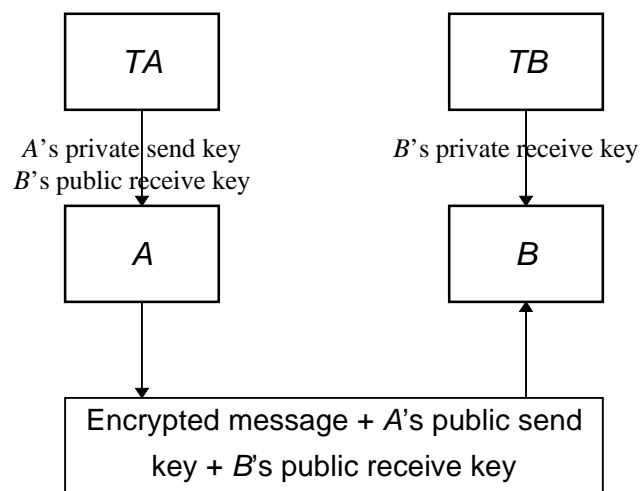 TA
TB
A's private send key
B's public receive key
B's private receive key
A
B
Encrypted message + A's public send
key + B's public receive key